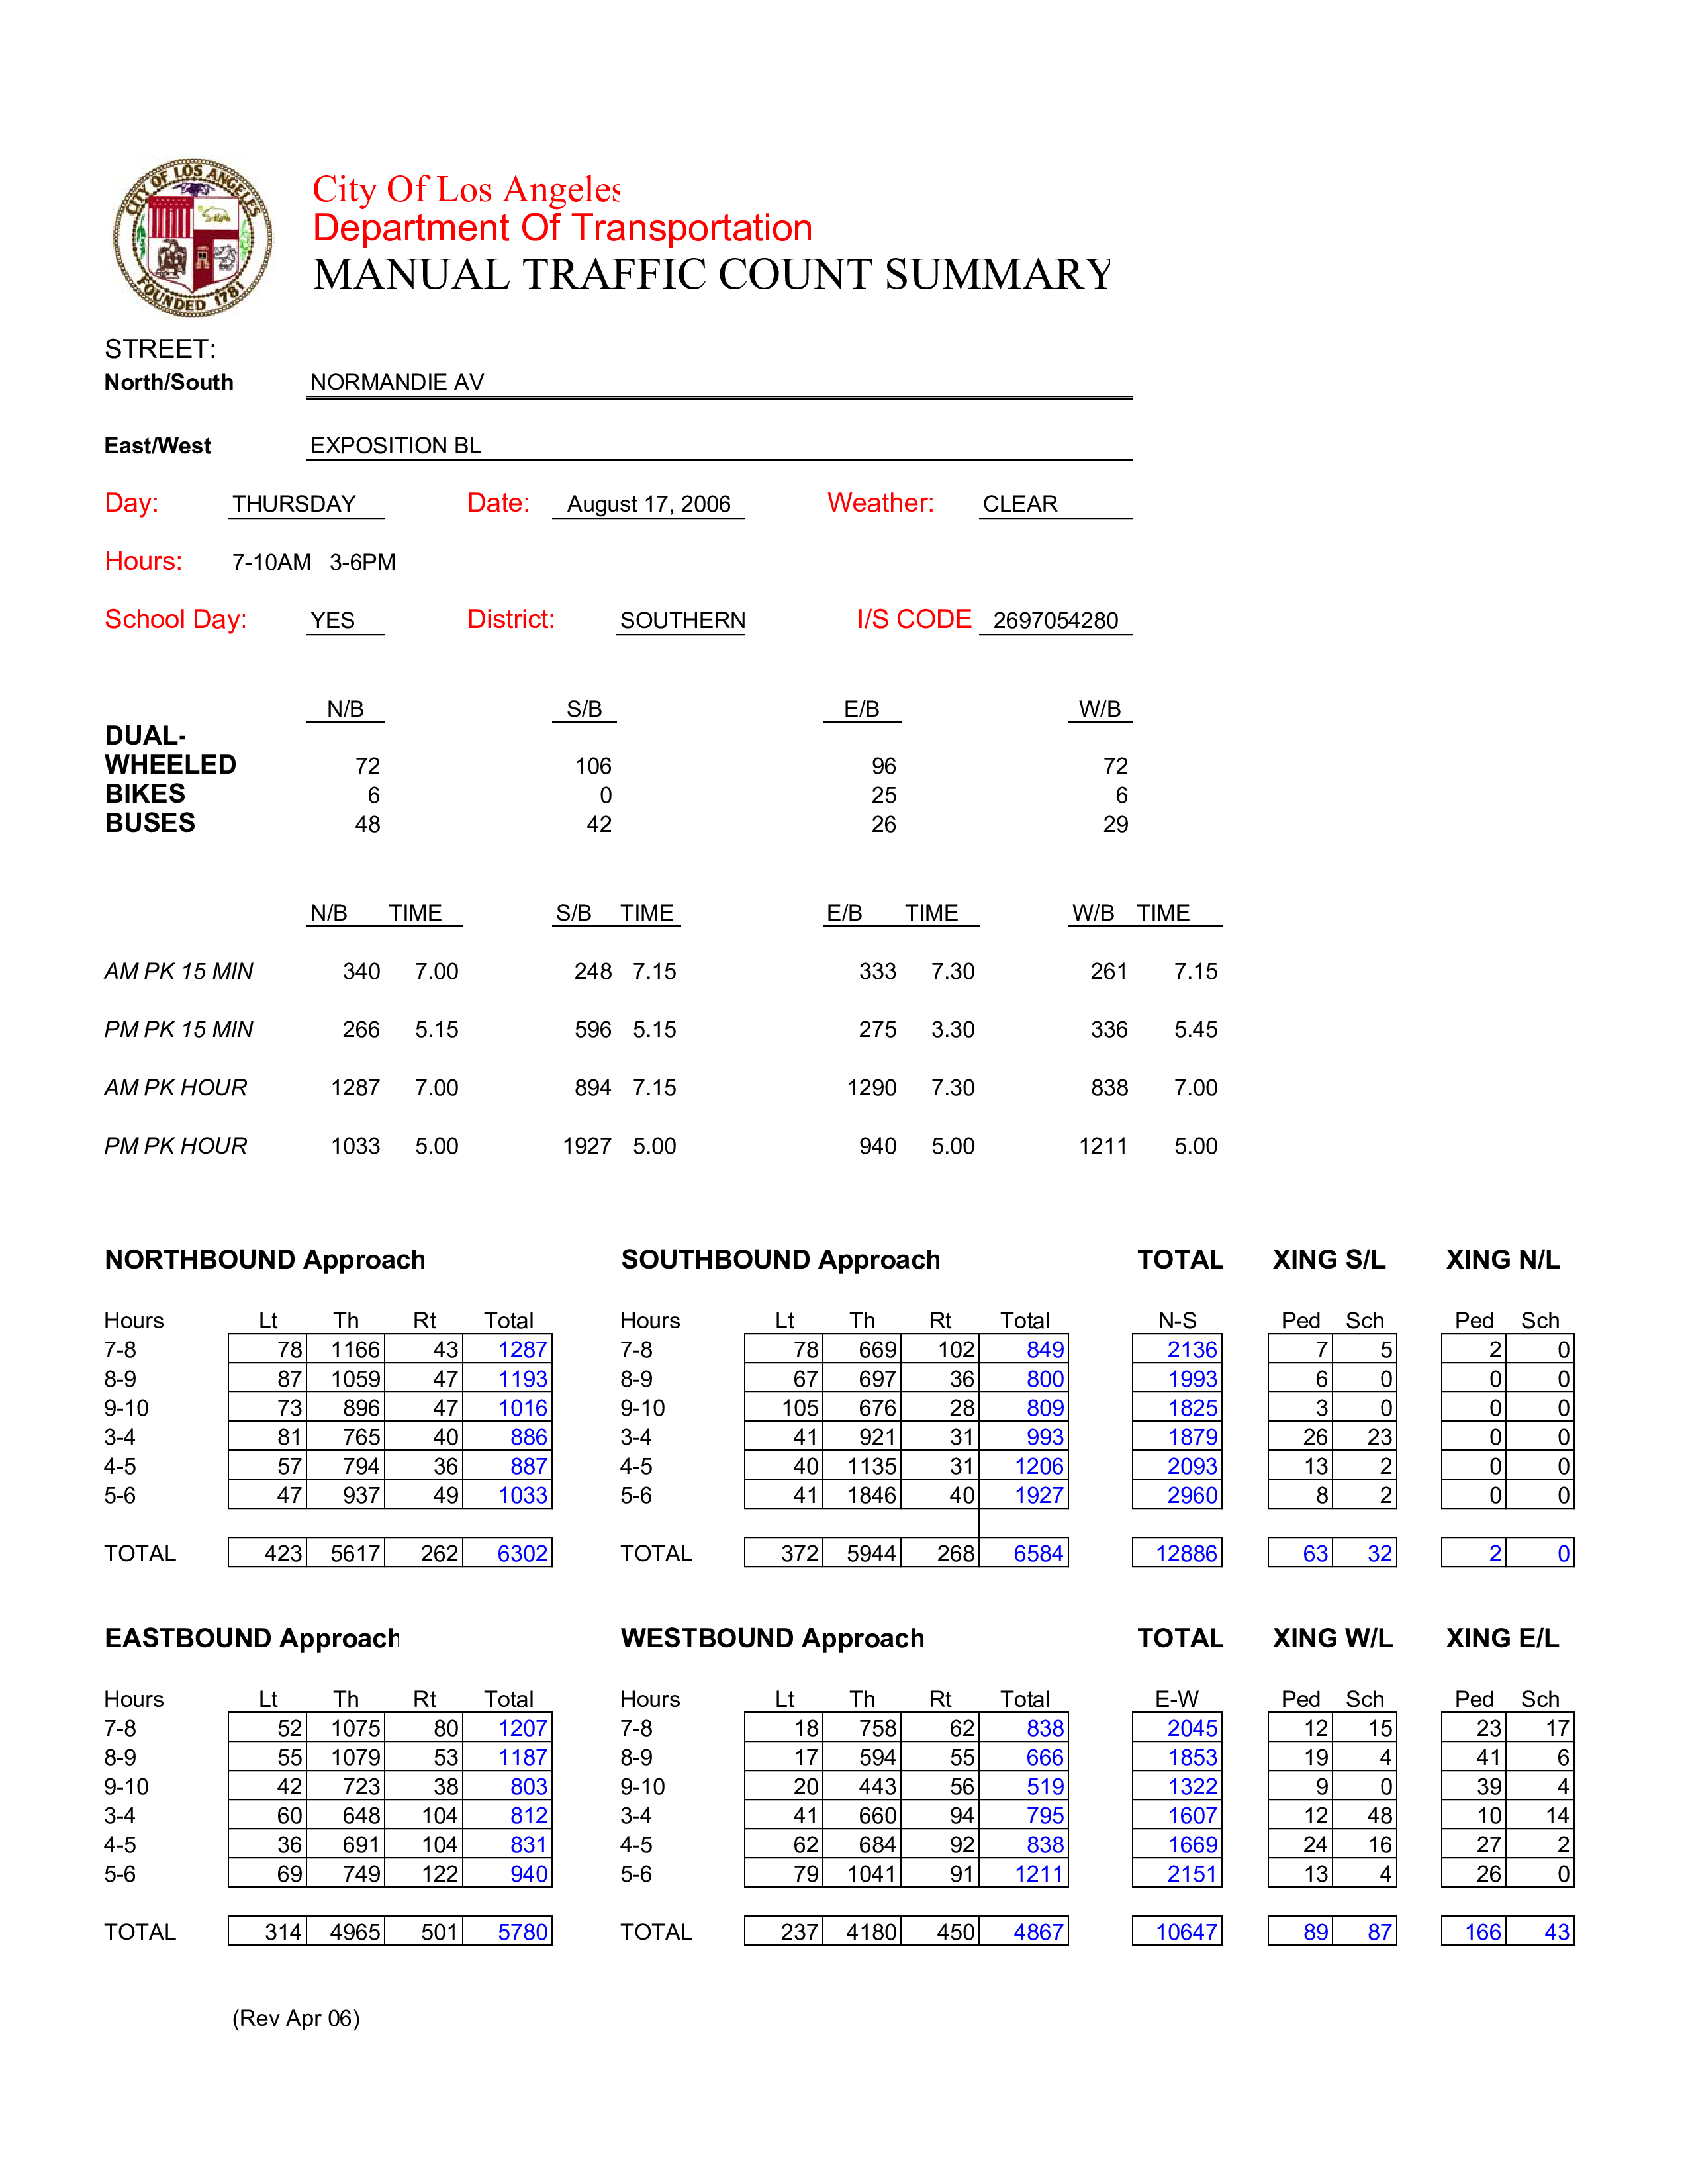 CITY OF LOS ANGELES
FOUNDED 1781
City Of Los Angeles
Department Of Transportation
MANUAL TRAFFIC COUNT SUMMARY
STREET:
North/South NORMANDIE AV
East/West EXPOSITION BL
Day: THURSDAY Date: August 17, 2006 Weather: CLEAR
Hours: 7-10AM 3-6PM
School Day: YES District: SOUTHERN I/S CODE 2697054280
N/B S/B E/B W/B
DUAL-
WHEELED 72 106 96 72
BIKES 6 0 25 6
BUSES 48 42 26 29
N/B TIME S/B TIME E/B TIME W/B TIME
AM PK 15 MIN 340 7.00 248 7.15 333 7.30 261 7.15
PM PK 15 MIN 266 5.15 596 5.15 275 3.30 336 5.45
AM PK HOUR 1287 7.00 894 7.15 1290 7.30 838 7.00
PM PK HOUR 1033 5.00 1927 5.00 940 5.00 1211 5.00
NORTHBOUND Approach SOUTHBOUND Approach TOTAL XING S/L XING N/L
Hours Lt Th Rt Total Hours Lt Th Rt Total N-S Ped Sch Ped Sch
7-8 78 1166 43 1287 7-8 78 669 102 849 2136 7 5 2 0
8-9 87 1059 47 1193 8-9 67 697 36 800 1993 6 0 0 0
9-10 73 896 47 1016 9-10 105 676 28 809 1825 3 0 0 0
3-4 81 765 40 886 3-4 41 921 31 993 1879 26 23 0 0
4-5 57 794 36 887 4-5 40 1135 31 1206 2093 13 2 0 0
5-6 47 937 49 1033 5-6 41 1846 40 1927 2960 8 2 0 0
TOTAL 423 5617 262 6302 TOTAL 372 5944 268 6584 12886 63 32 2 0
EASTBOUND Approach WESTBOUND Approach TOTAL XING W/L XING E/L
Hours Lt Th Rt Total Hours Lt Th Rt Total E-W Ped Sch Ped Sch
7-8 52 1075 80 1207 7-8 18 758 62 838 2045 12 15 23 17
8-9 55 1079 53 1187 8-9 17 594 55 666 1853 19 4 41 6
9-10 42 723 38 803 9-10 20 443 56 519 1322 9 0 39 4
3-4 60 648 104 812 3-4 41 660 94 795 1607 12 48 10 14
4-5 36 691 104 831 4-5 62 684 92 838 1669 24 16 27 2
5-6 69 749 122 940 5-6 79 1041 91 1211 2151 13 4 26 0
TOTAL 314 4965 501 5780 TOTAL 237 4180 450 4867 10647 89 87 166 43
(Rev Apr 06)